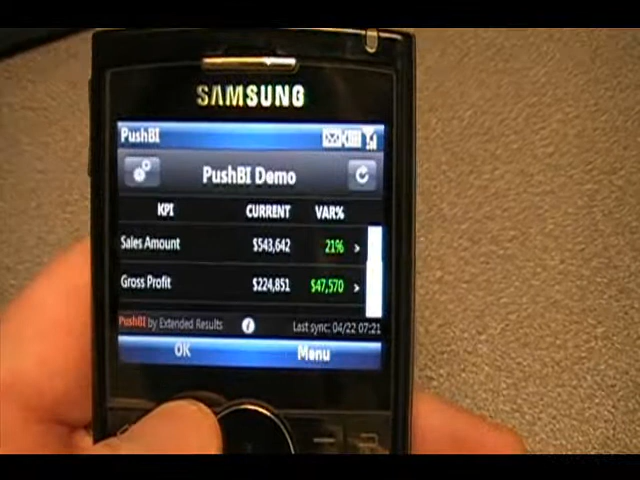 SAMSUNG
PushBI
PushBI Demo
KPI CURRENT VAR%
Sales Amount $543,642 21% >
Gross Profit $224,851 $47,570 >
PushBI by Extended Results i Last sync: 04/22 07:21
OK Menu